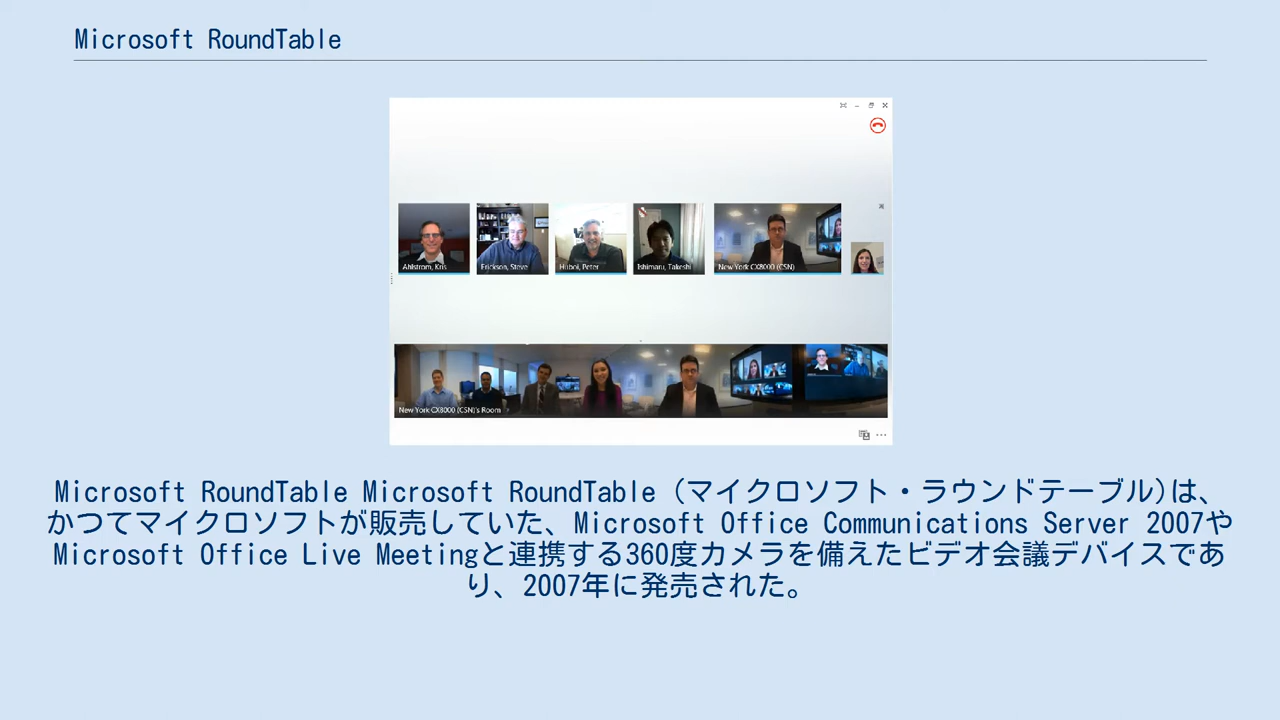 Microsoft RoundTable
Ahlstrom, Kris
Erickson, Steve
Hubol, Peter
Ishimaru, Takeshi
New York CX8000 (CSN)
New York CX8000 (CSN)'s Room
Microsoft RoundTable Microsoft RoundTable (マイクロソフト・ラウンドテーブル)は、
かつてマイクロソフトが販売していた、Microsoft Office Communications Server 2007や
Microsoft Office Live Meetingと連携する360度カメラを備えたビデオ会議デバイスであ
り、2007年に発売された。